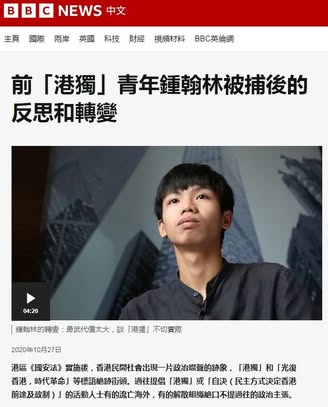 BBC NEWS 中文
主頁 國際 兩岸 英國 科技 財經 視頻材料 BBC英倫網
前「港獨」青年鍾翰林被捕後的
反思和轉變
04:20
鍾翰林的轉變：勇武代價太大，談「港獨」不切實際
2020年10月27日
港區《國安法》實施後，香港民間社會出現一片政治噤聲的跡象，「港獨」和「光復
香港，時代革命」等標語絕跡街頭。過往提倡「港獨」或「自決（民主方式決定香港
前途及政制）」的活動人士有的流亡海外，有的解散組織絕口不提過往的政治主張。